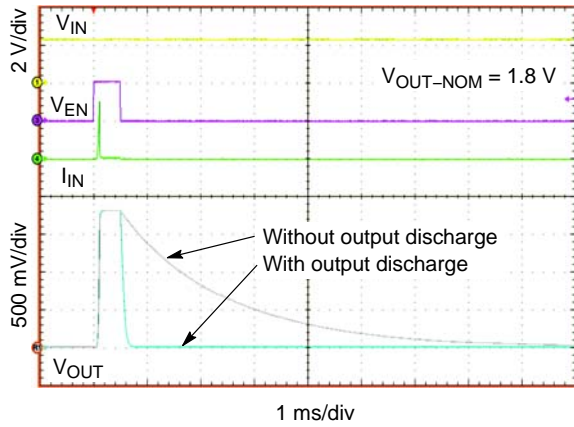 2 V/div
VIN
VOUT−NOM = 1.8 V
VEN
IIN
500 mV/div
Without output discharge
With output discharge
VOUT
1 ms/div